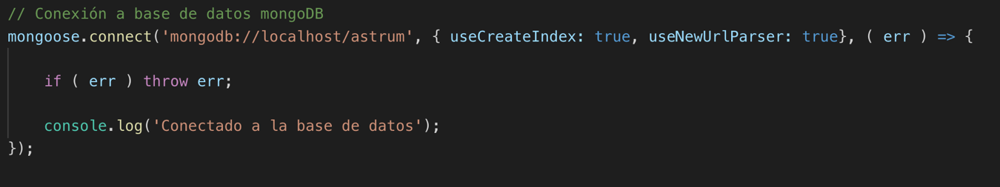 // Conexión a base de datos mongoDB
mongoose.connect('mongodb://localhost/astrum', { useCreateIndex: true, useNewUrlParser: true}, ( err ) => {
if ( err ) throw err;
console.log('Conectado a la base de datos');
});